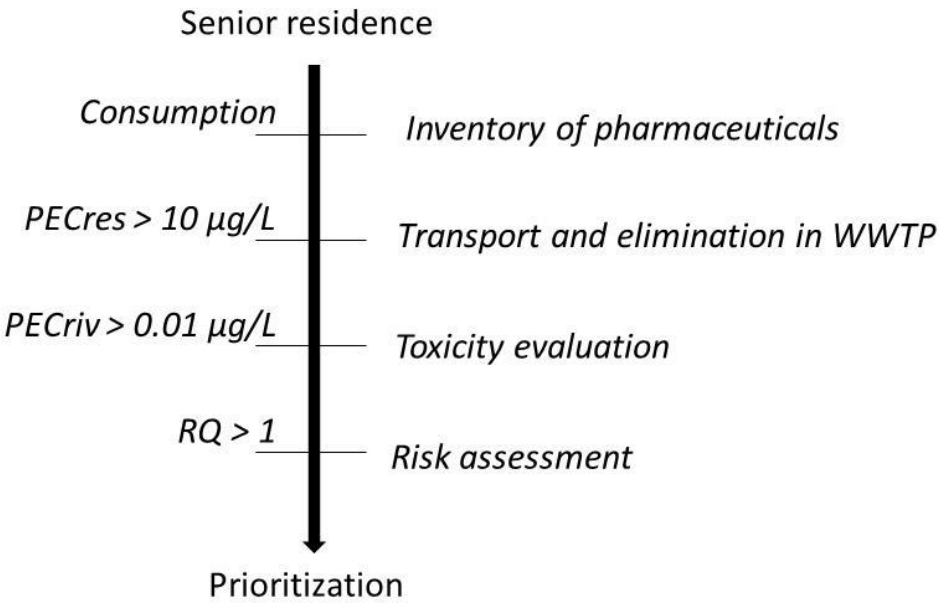 Senior residence
Consumption
Inventory of pharmaceuticals
PECres > 10 µg/L
Transport and elimination in WWTP
PECriv > 0.01 µg/L
Toxicity evaluation
RQ > 1
Risk assessment
Prioritization